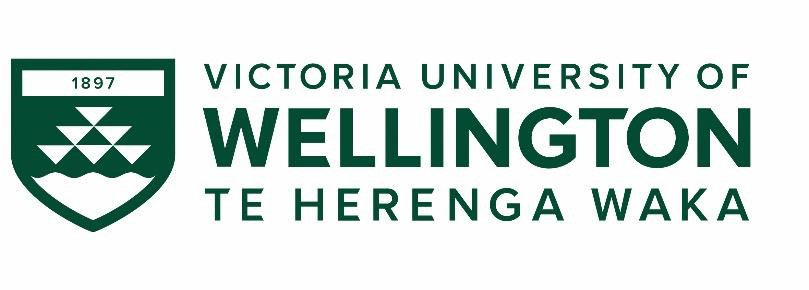 1897
VICTORIA UNIVERSITY OF
WELLINGTON
TE HERENGA WAKA